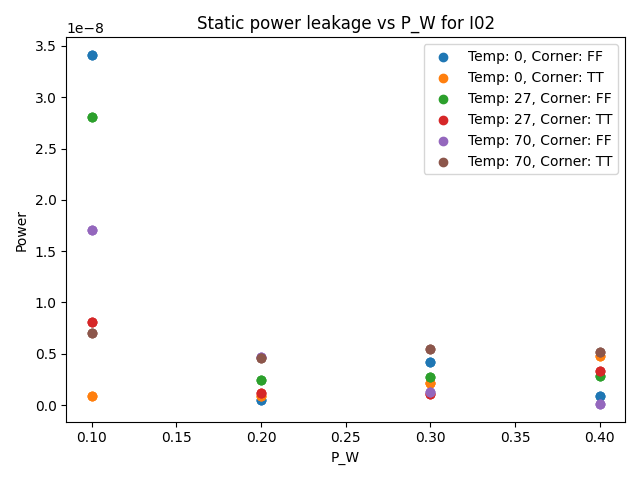 Static power leakage vs P_W for I02
1e−8
3.5
3.0
2.5
2.0
1.5
1.0
0.5
0.0
Power
Temp: 0, Corner: FF
Temp: 0, Corner: TT
Temp: 27, Corner: FF
Temp: 27, Corner: TT
Temp: 70, Corner: FF
Temp: 70, Corner: TT
0.10 0.15 0.20 0.25 0.30 0.35 0.40
P_W